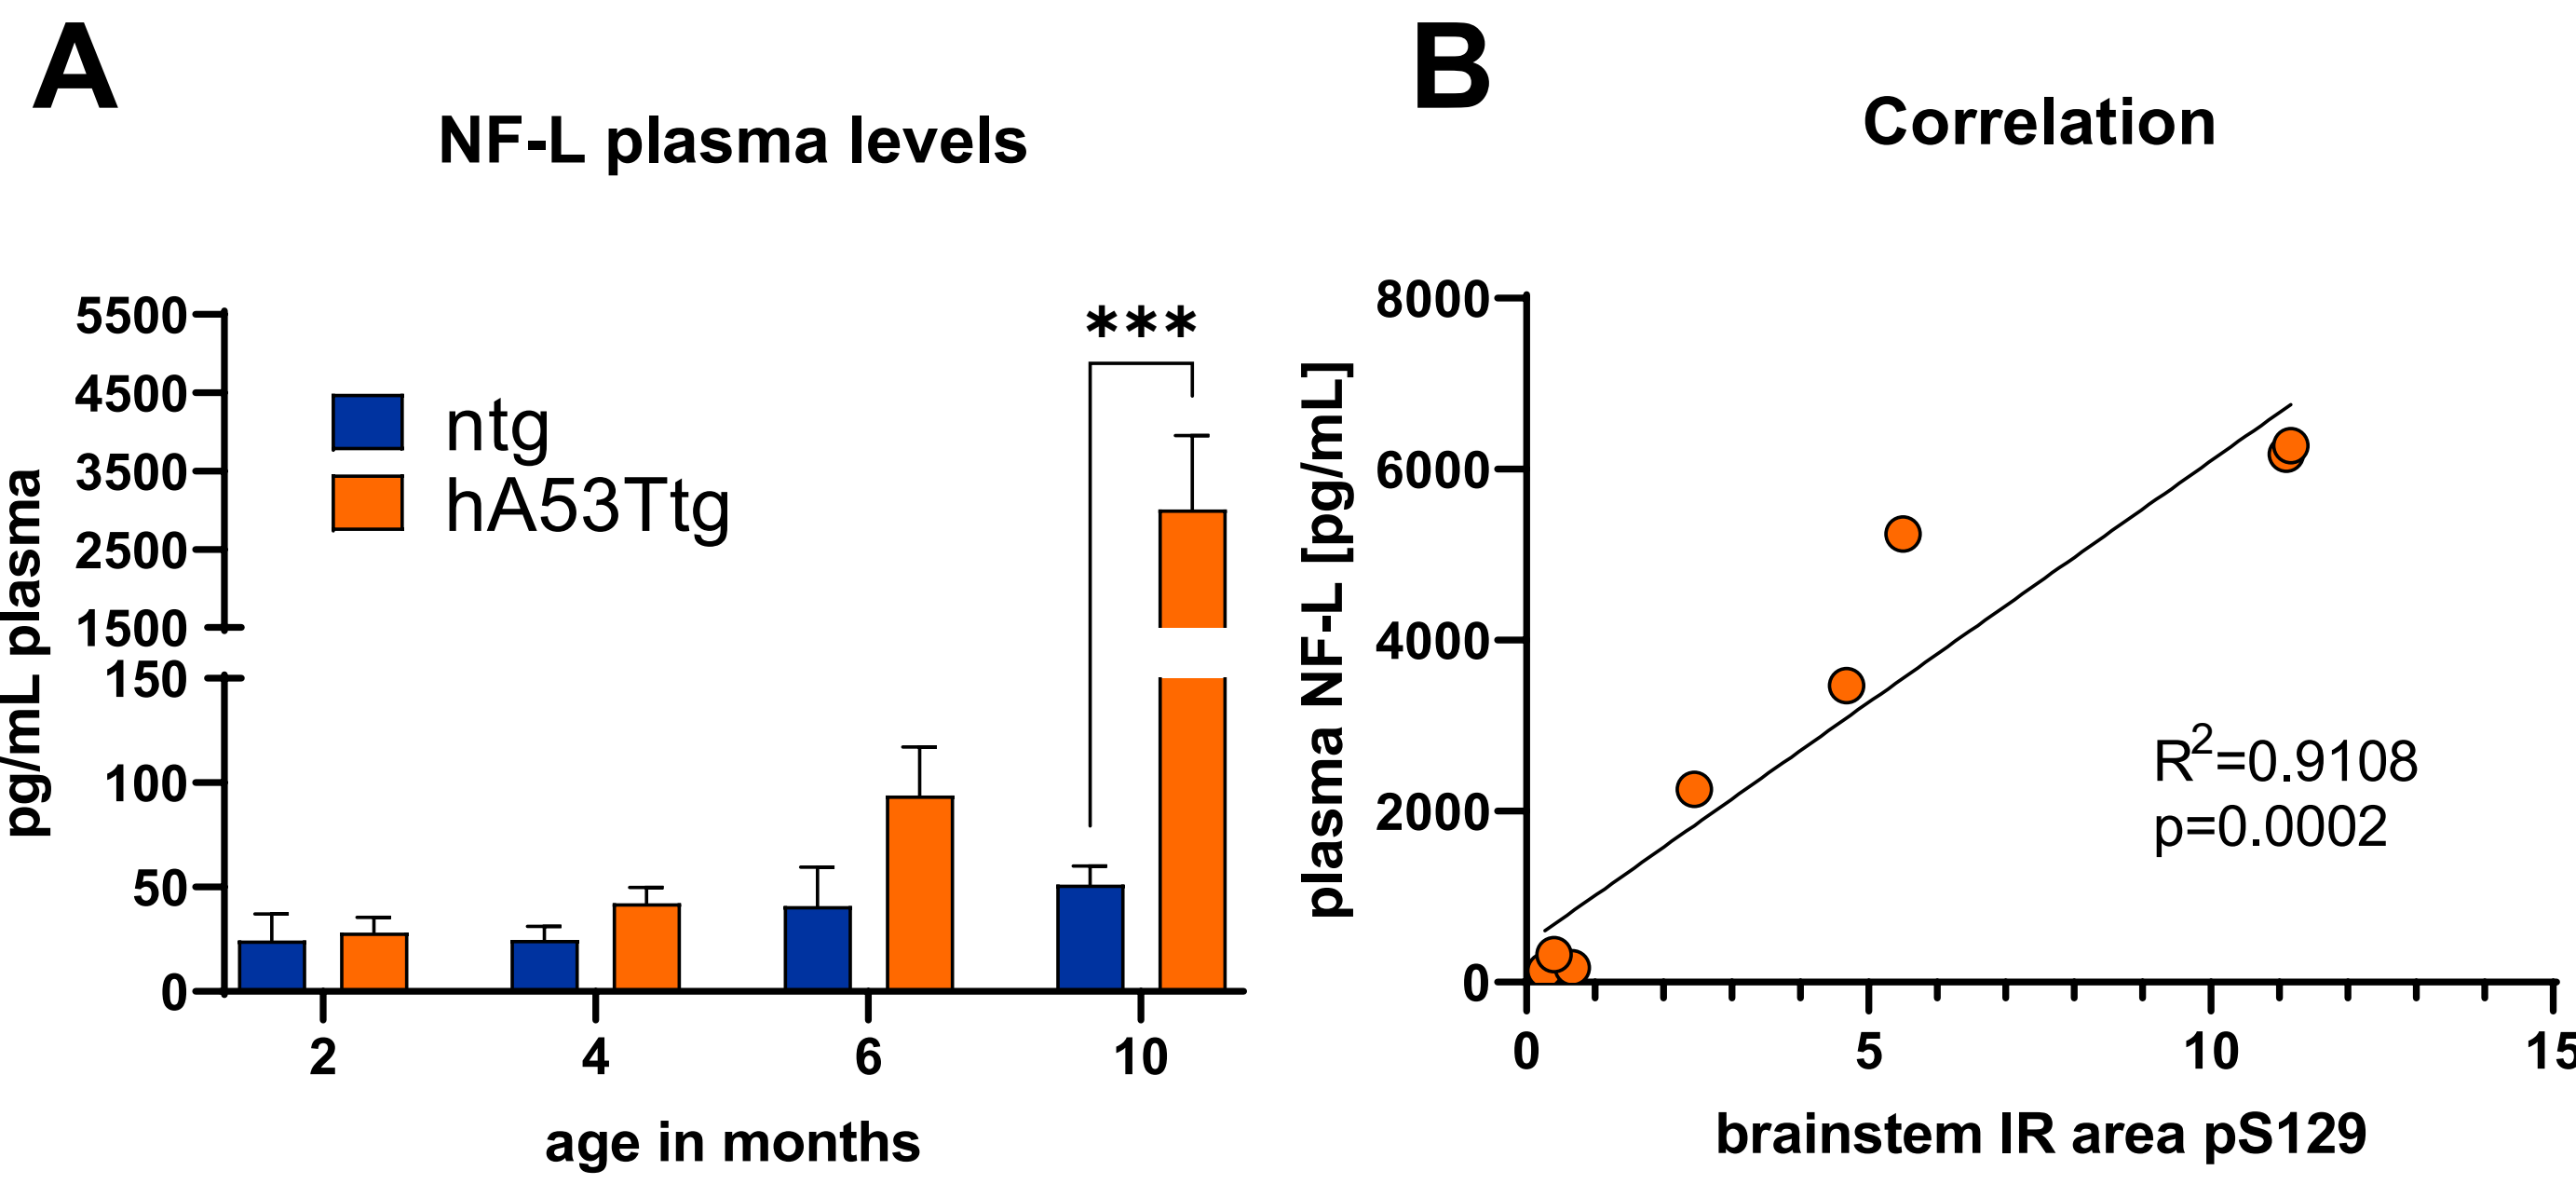 A
NF-L plasma levels
pg/mL plasma
5500
4500
3500
2500
1500
150
100
50
0
ntg
hA53Ttg
***
2
4
6
10
age in months
B
Correlation
plasma NF-L [pg/mL]
8000
6000
4000
2000
0
R²=0.9108
p=0.0002
0
5
10
15
brainstem IR area pS129